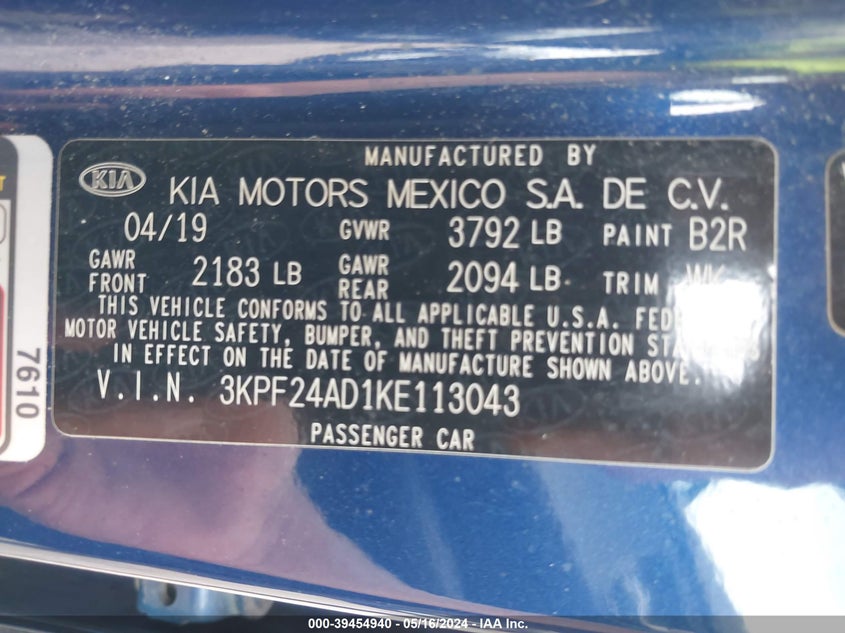 MANUFACTURED BY
KIA KIA MOTORS MEXICO S.A. DE C.V.
04/19 GVWR 3792 LB PAINT B2R
GAWR FRONT 2183 LB GAWR REAR 2094 LB TRIM WK
THIS VEHICLE CONFORMS TO ALL APPLICABLE U.S.A.
MOTOR VEHICLE SAFETY, BUMPER, AND THEFT PREVENTION
IN EFFECT ON THE DATE OF MANUFACTURE SHOWN ABOVE.
V.I.N. 3KPF24AD1KE113043
PASSENGER CAR
7610
000-39454940 - 05/16/2024 - IAA Inc.